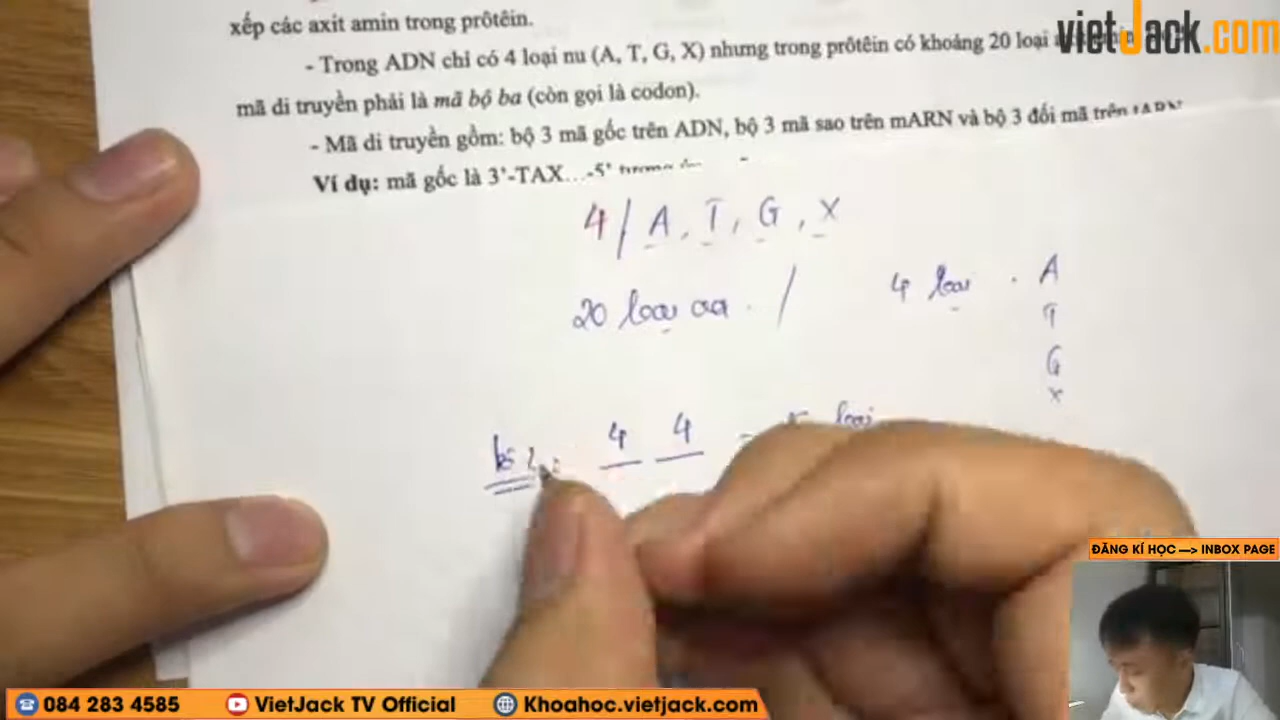 vietJack.com
xếp các axit amin trong prôtêin.
- Trong ADN chỉ có 4 loại nu (A, T, G, X) nhưng trong prôtêin có khoảng 20 loại
mã di truyền phải là mã bộ ba (còn gọi là codon).
- Mã di truyền gồm: bộ 3 mã gốc trên ADN, bộ 3 mã sao trên mARN và bộ 3 đối mã trên tARN
Ví dụ: mã gốc là 3'-TAX...-5'
4 / A, T, G, X
20 loại aa. / 4 loại . A
T
G
X
4 4 loại
bộ 2:
ĐĂNG KÍ HỌC —> INBOX PAGE
084 283 4585 VietJack TV Official Khoahoc.vietjack.com